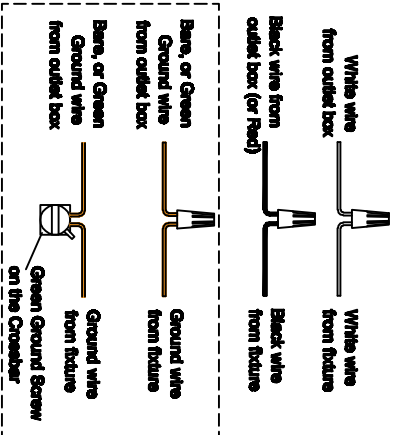 White wire
from outlet box
White wire
from fixture
Black wire from
outlet box (or Red)
Black wire
from fixture
Bare, or Green
Ground wire
from outlet box
Ground wire
from fixture
Bare, or Green
Ground wire
from outlet box
Ground wire
from fixture
Green Ground Screw
on the Crossbar